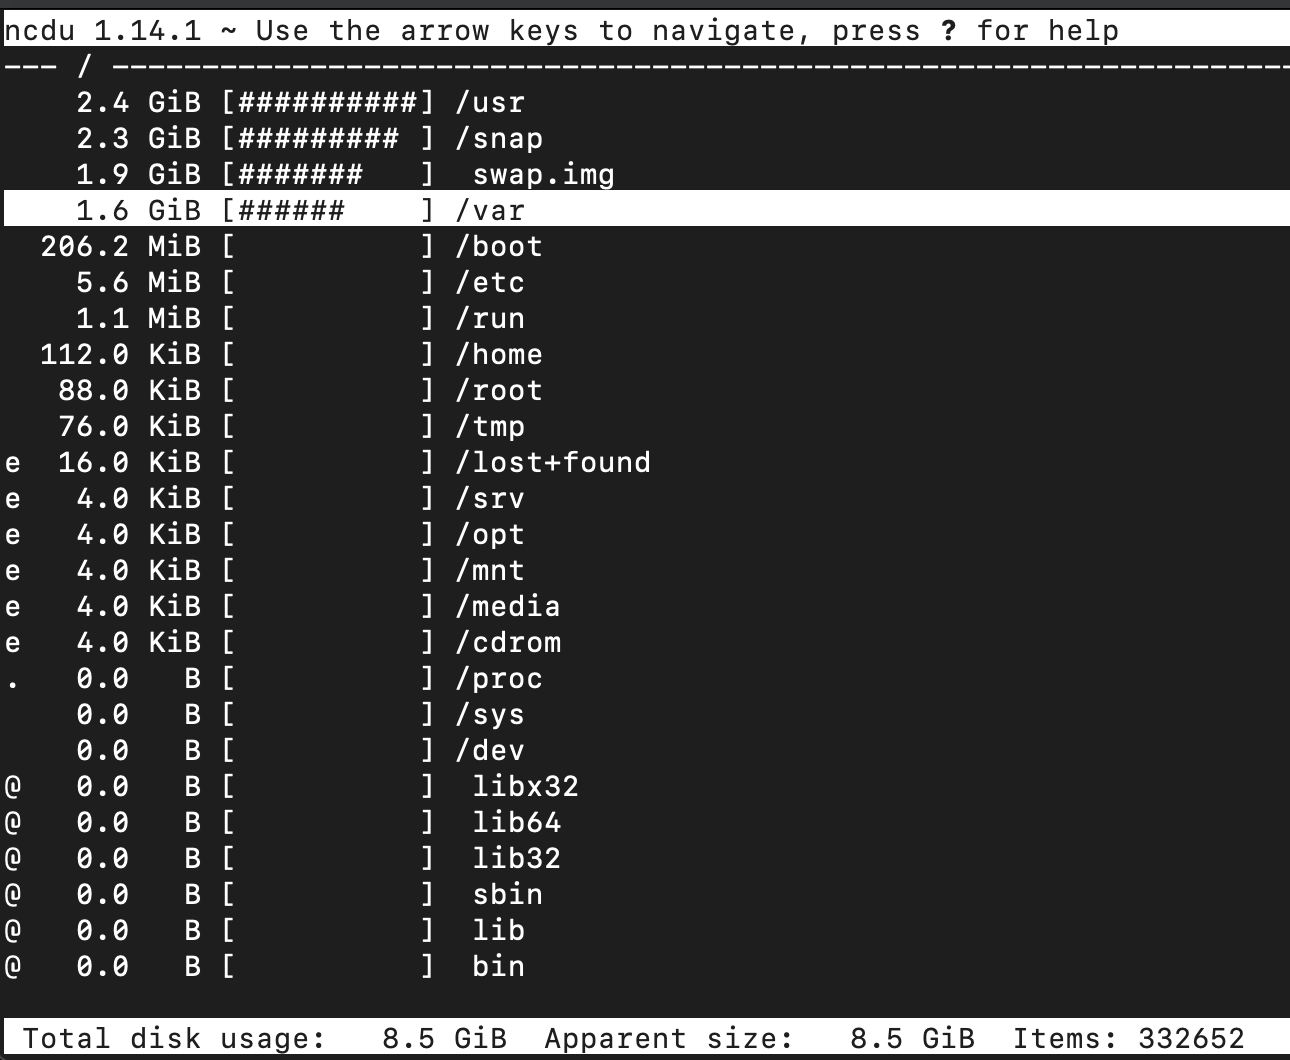 ncdu 1.14.1 ~ Use the arrow keys to navigate, press ? for help
--- / ------------------------------------------------------------------
    2.4 GiB [##########] /usr
    2.3 GiB [######### ] /snap
    1.9 GiB [#######   ]  swap.img
    1.6 GiB [######    ] /var
  206.2 MiB [          ] /boot
    5.6 MiB [          ] /etc
    1.1 MiB [          ] /run
  112.0 KiB [          ] /home
   88.0 KiB [          ] /root
   76.0 KiB [          ] /tmp
e  16.0 KiB [          ] /lost+found
e   4.0 KiB [          ] /srv
e   4.0 KiB [          ] /opt
e   4.0 KiB [          ] /mnt
e   4.0 KiB [          ] /media
e   4.0 KiB [          ] /cdrom
.   0.0   B [          ] /proc
    0.0   B [          ] /sys
    0.0   B [          ] /dev
@   0.0   B [          ]  libx32
@   0.0   B [          ]  lib64
@   0.0   B [          ]  lib32
@   0.0   B [          ]  sbin
@   0.0   B [          ]  lib
@   0.0   B [          ]  bin
 Total disk usage:   8.5 GiB  Apparent size:   8.5 GiB  Items: 332652